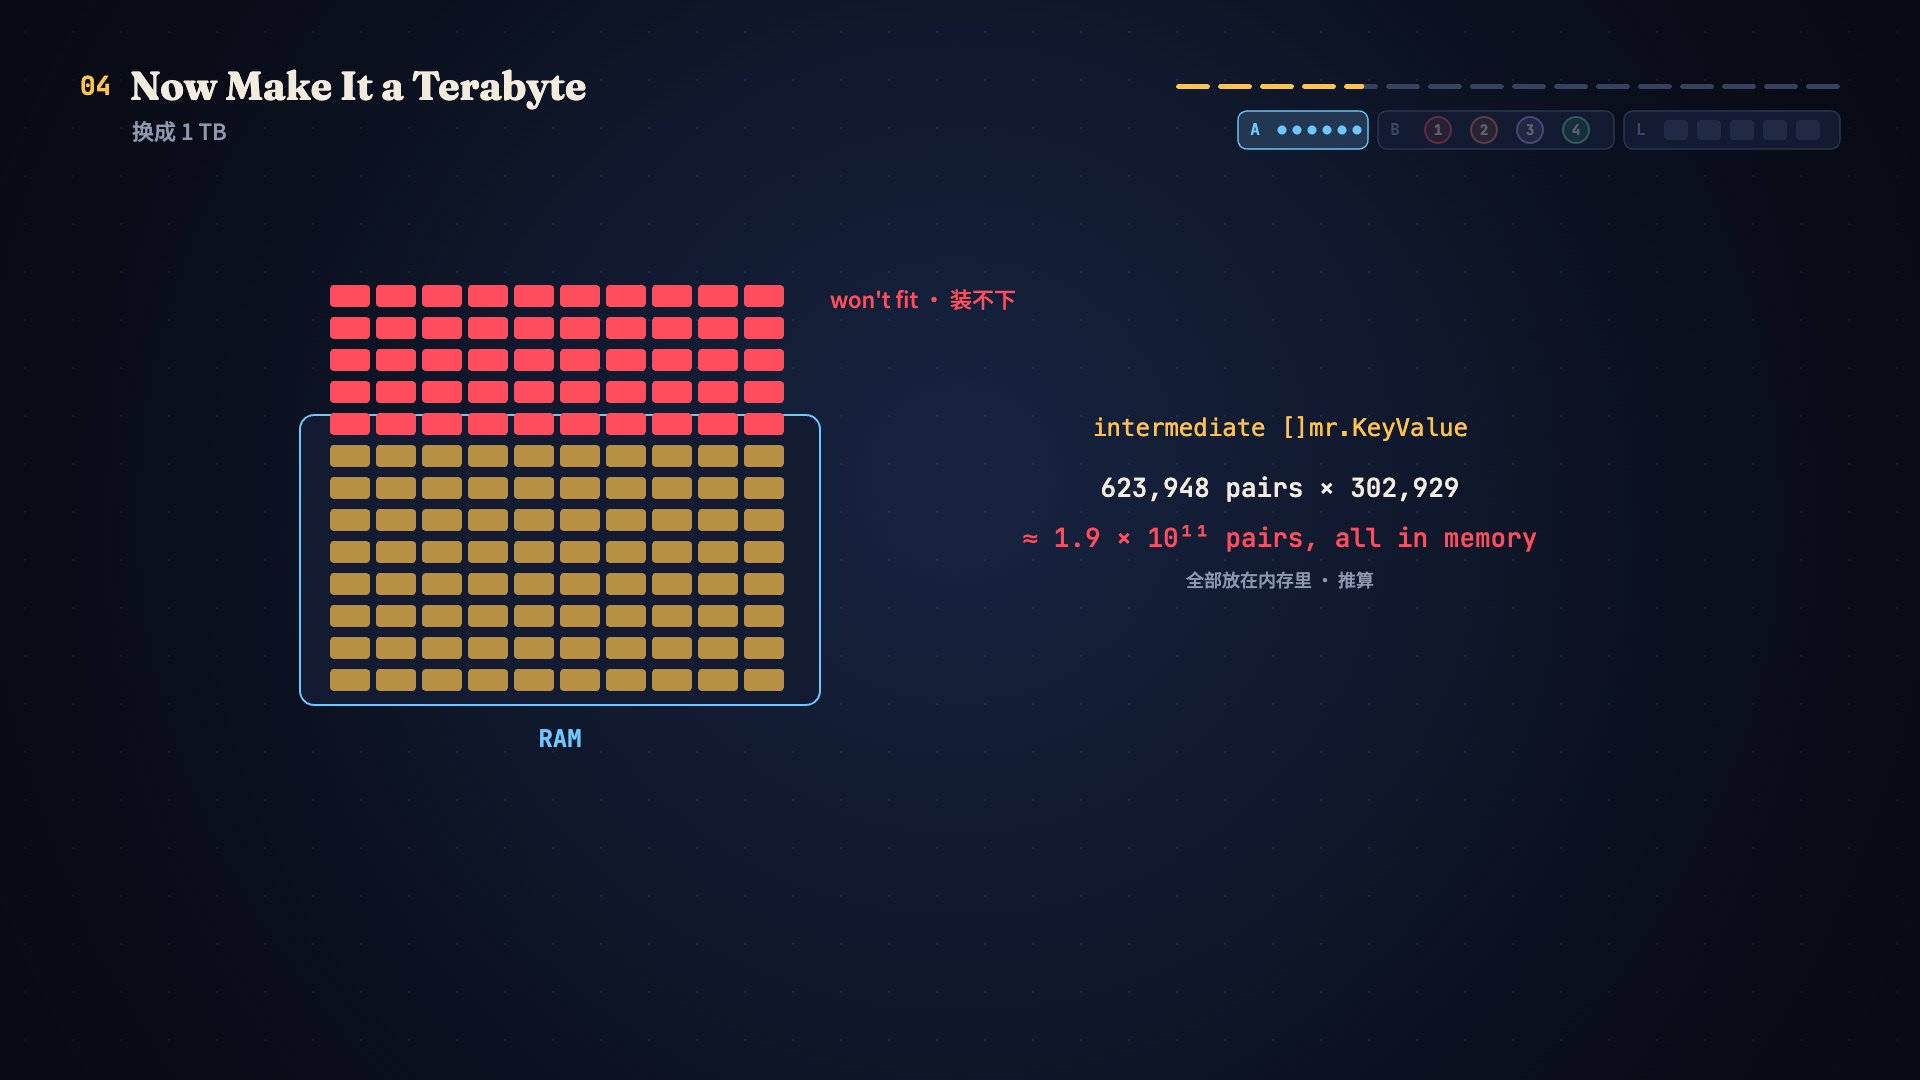 04 Now Make It a Terabyte
换成 1 TB
A B 1 2 3 4 L
won't fit • 装不下
intermediate []mr.KeyValue
623,948 pairs × 302,929
≈ 1.9 × 10¹¹ pairs, all in memory
全部放在内存里 • 推算
RAM